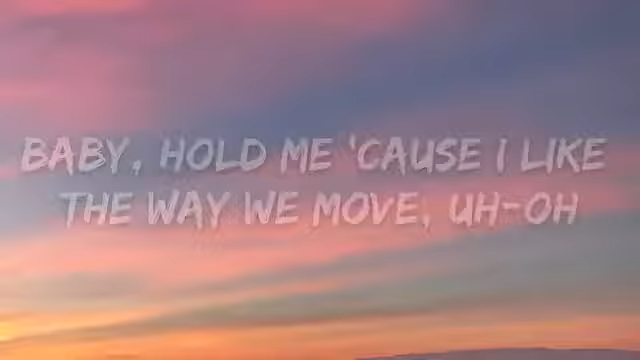 BABY, HOLD ME 'CAUSE I LIKE
THE WAY WE MOVE, UH-OH